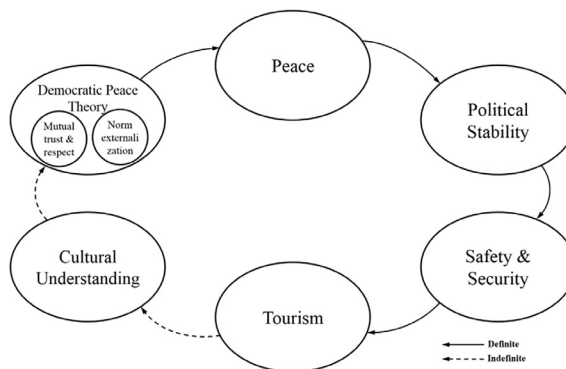 Peace
Democratic Peace
Theory
Mutual
trust &
respect
Norm
externali
zation
Political
Stability
Cultural
Understanding
Safety &
Security
Tourism
Definite
Indefinite